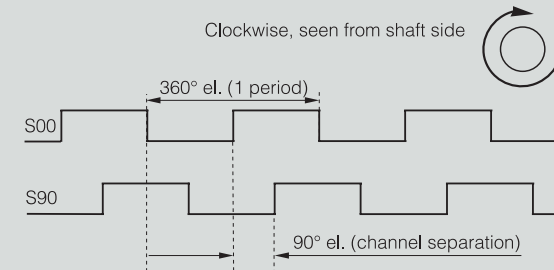 Clockwise, seen from shaft side
360° el. (1 period)
S00
S90
90° el. (channel separation)